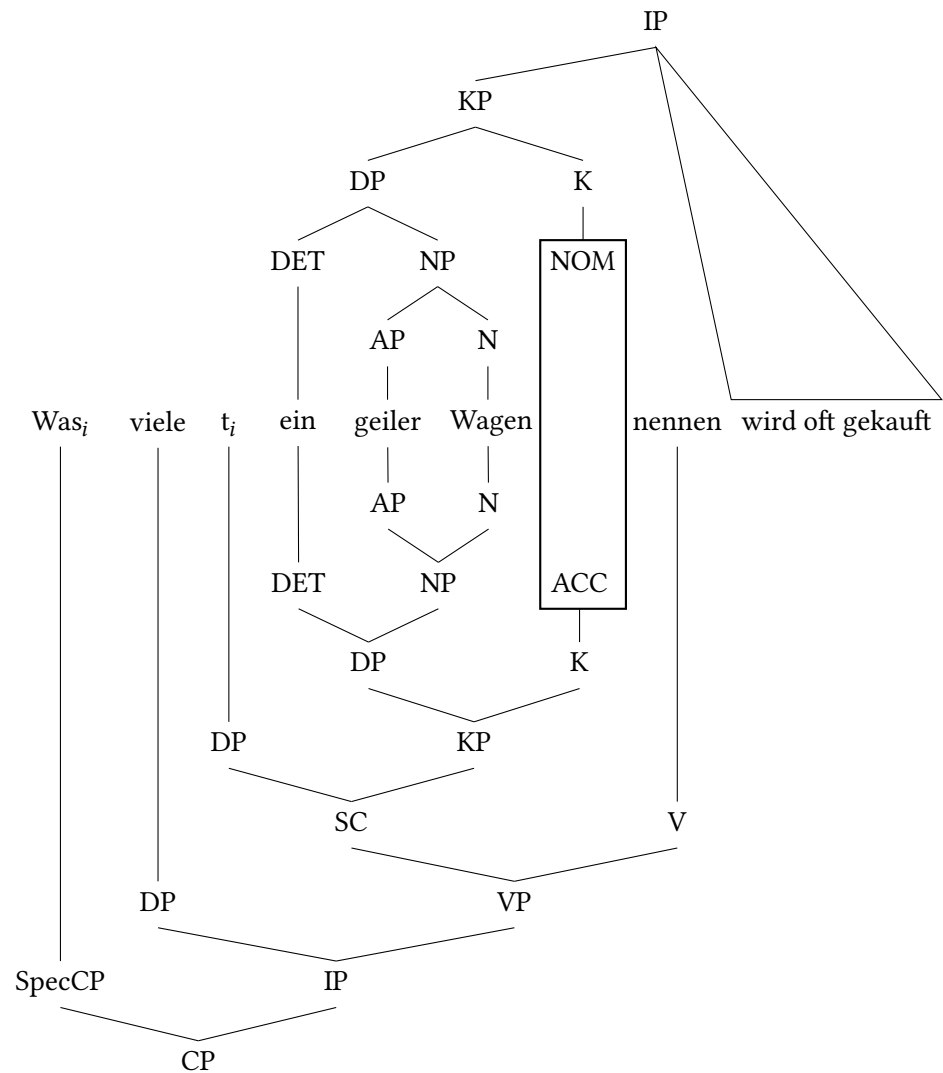 IP
KP
DP K
DET NP NOM
AP N
Wasᵢ viele tᵢ ein geiler Wagen nennen wird oft gekauft
AP N
DET NP ACC
DP K
DP KP
SC V
DP VP
SpecCP IP
CP